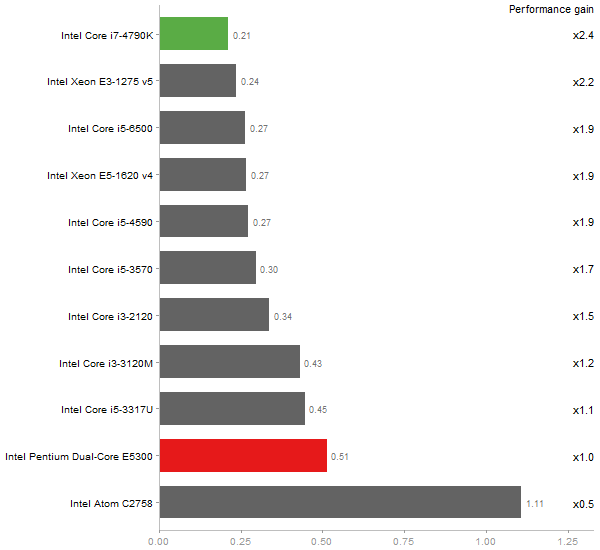 Performance gain
Intel Core i7-4790K 0.21 x2.4
Intel Xeon E3-1275 v5 0.24 x2.2
Intel Core i5-6500 0.27 x1.9
Intel Xeon E5-1620 v4 0.27 x1.9
Intel Core i5-4590 0.27 x1.9
Intel Core i5-3570 0.30 x1.7
Intel Core i3-2120 0.34 x1.5
Intel Core i3-3120M 0.43 x1.2
Intel Core i5-3317U 0.45 x1.1
Intel Pentium Dual-Core E5300 0.51 x1.0
Intel Atom C2758 1.11 x0.5
0.00 0.25 0.50 0.75 1.00 1.25